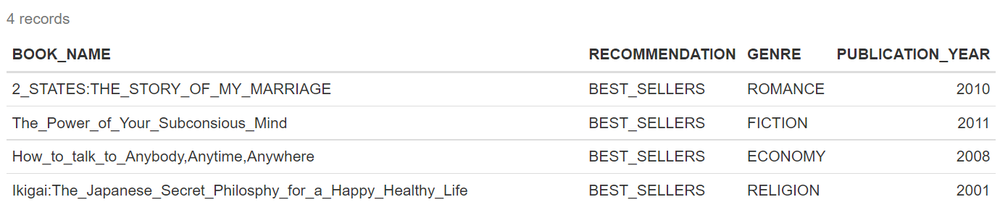 4 records
BOOK_NAME RECOMMENDATION GENRE PUBLICATION_YEAR
2_STATES:THE_STORY_OF_MY_MARRIAGE BEST_SELLERS ROMANCE 2010
The_Power_of_Your_Subconsious_Mind BEST_SELLERS FICTION 2011
How_to_talk_to_Anybody,Anytime,Anywhere BEST_SELLERS ECONOMY 2008
Ikigai:The_Japanese_Secret_Philosphy_for_a_Happy_Healthy_Life BEST_SELLERS RELIGION 2001